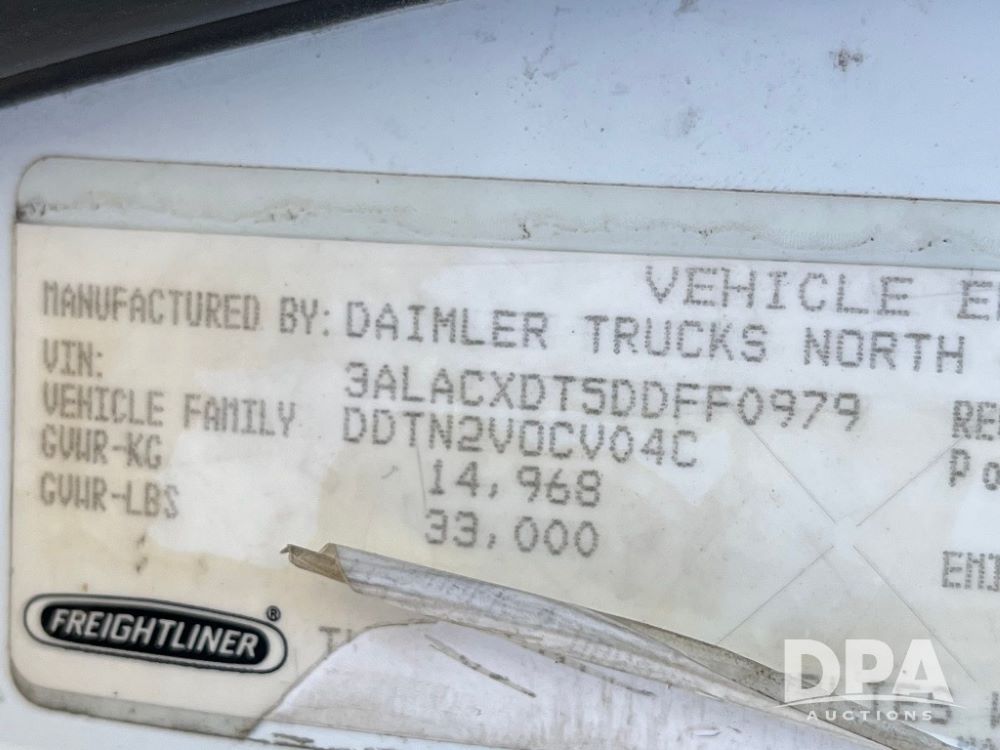 VEHICLE
MANUFACTURED BY: DAIMLER TRUCKS NORTH
VIN: 3ALACXDT5DDFF0979
VEHICLE FAMILY DDTN2VOCV04C
GVWR-KG 14,968
GVWR-LBS 33,000
FREIGHTLINER®
DPA
AUCTIONS